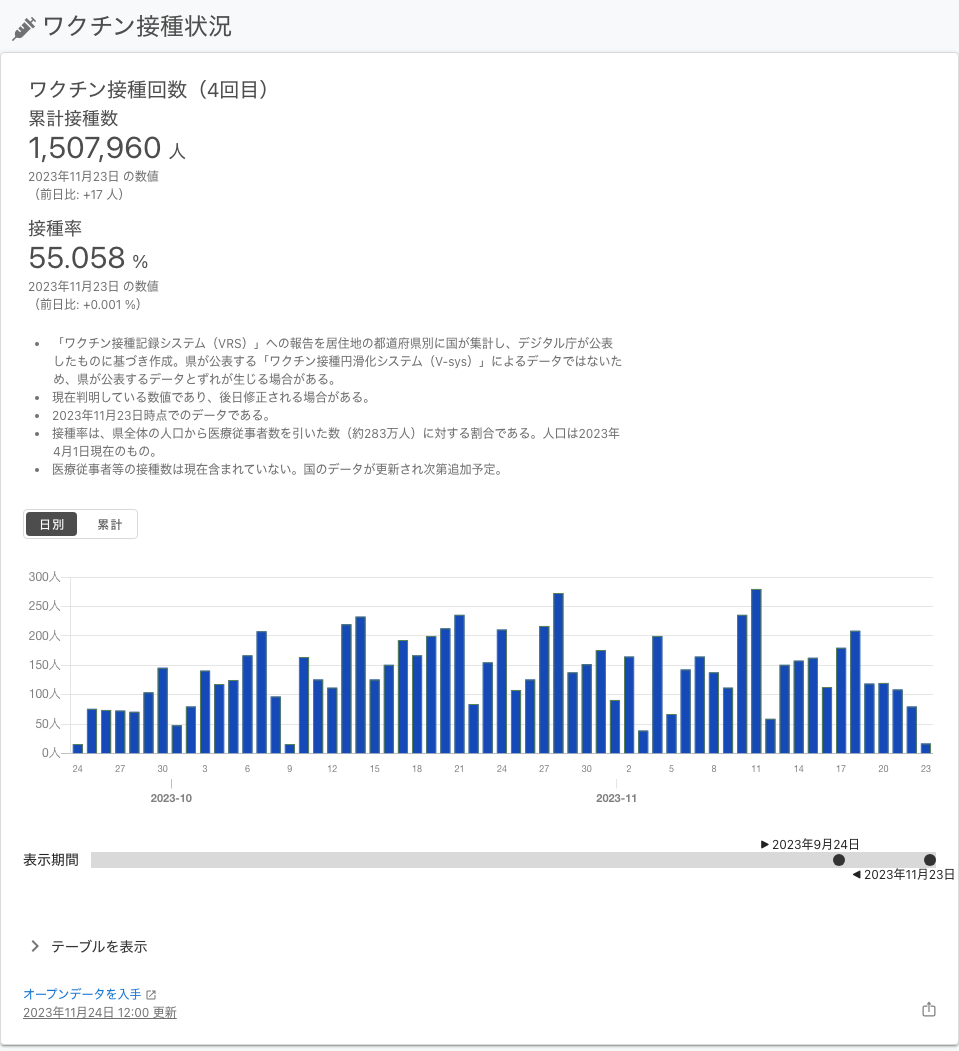 ワクチン接種状況
ワクチン接種回数（4回目）
累計接種数
1,507,960 人
2023年11月23日 の数値
（前日比: +17 人）
接種率
55.058 %
2023年11月23日 の数値
（前日比: +0.001 %）
• 「ワクチン接種記録システム（VRS）」への報告を居住地の都道府県別に国が集計し、デジタル庁が公表
したものに基づき作成。県が公表する「ワクチン接種円滑化システム（V-sys）」によるデータではないた
め、県が公表するデータとずれが生じる場合がある。
• 現在判明している数値であり、後日修正される場合がある。
• 2023年11月23日時点でのデータである。
• 接種率は、県全体の人口から医療従事者数を引いた数（約283万人）に対する割合である。人口は2023年
4月1日現在のもの。
• 医療従事者等の接種数は現在含まれていない。国のデータが更新され次第追加予定。
日別 累計
300人
250人
200人
150人
100人
50人
0人
24 27 30 3 6 9 12 15 18 21 24 27 30 2 5 8 11 14 17 20 23
2023-10 2023-11
▶ 2023年9月24日
表示期間
◀ 2023年11月23日
テーブルを表示
オープンデータを入手
2023年11月24日 12:00 更新